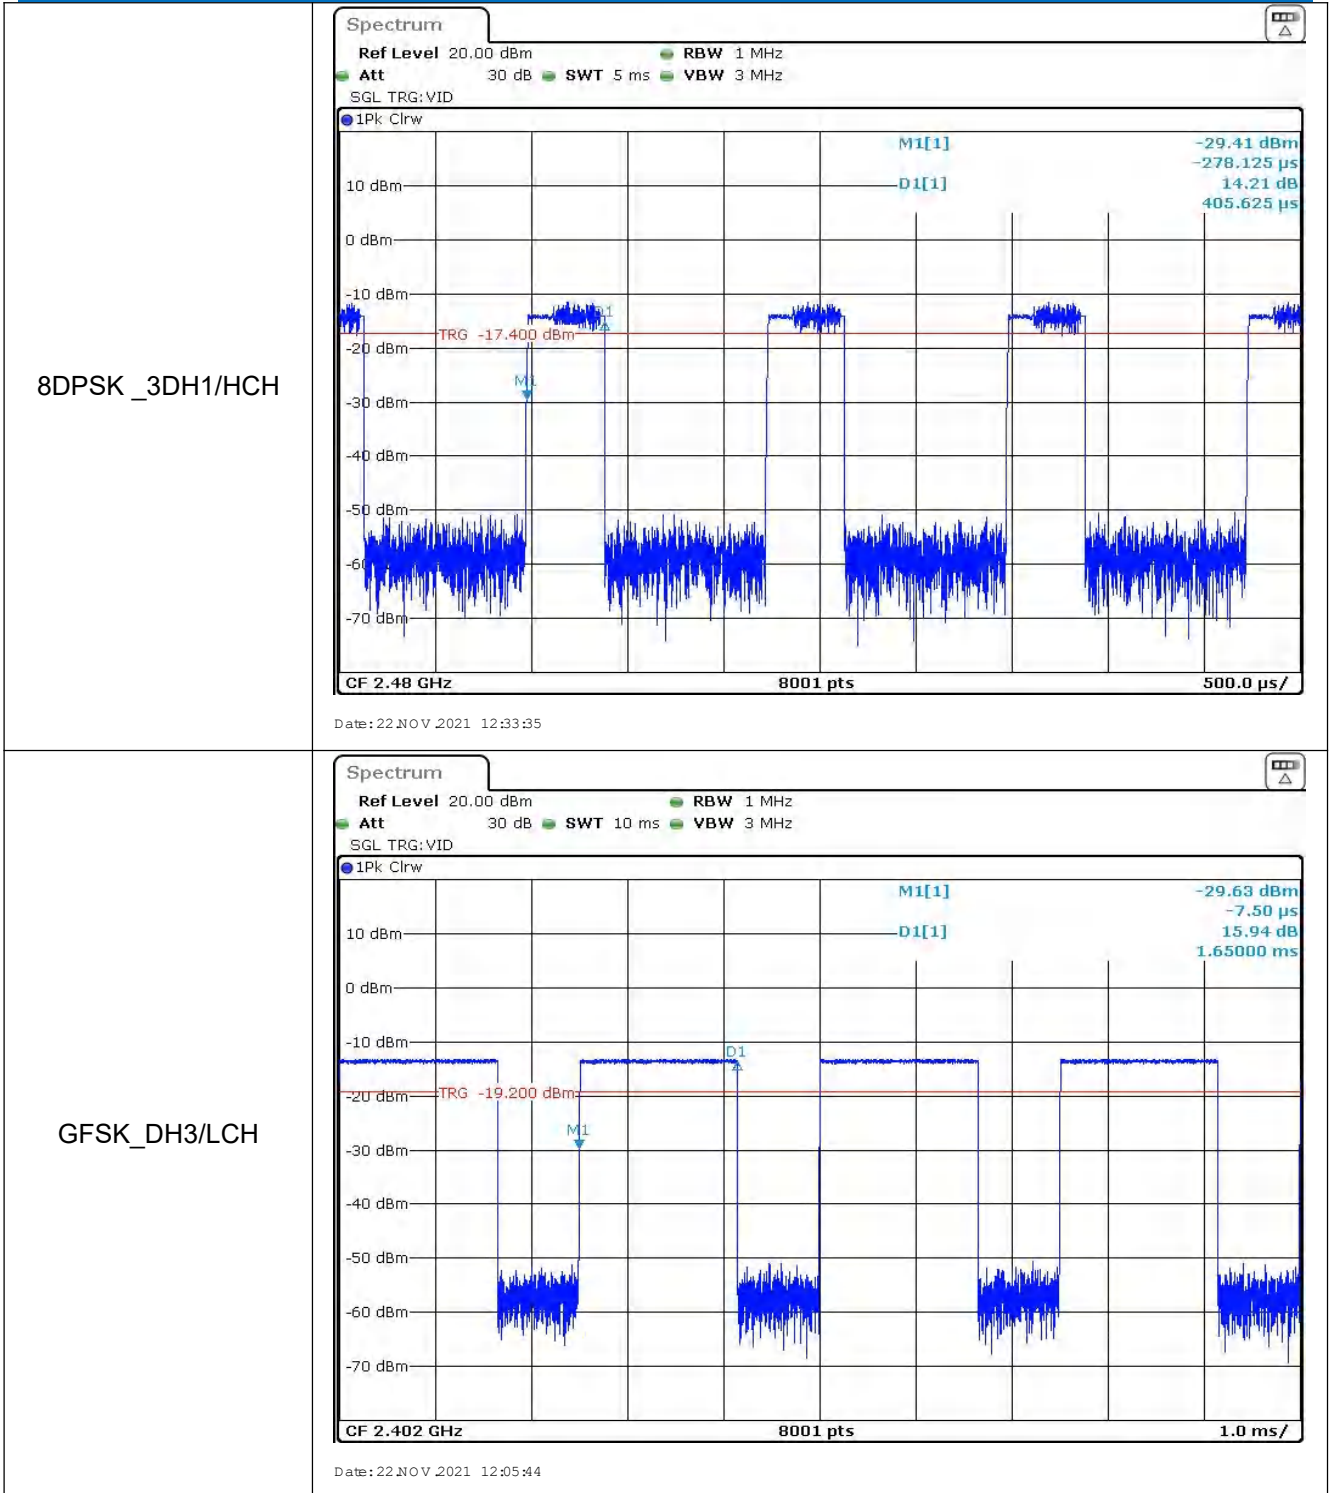 8DPSK _3DH1/HCH
Spectrum
Ref Level 20.00 dBm RBW 1 MHz
Att 30 dB SWT 5 ms VBW 3 MHz
SGL TRG:VID
1Pk Clrw
M1[1] -29.41 dBm
-278.125 µs
10 dBm D1[1] 14.21 dB
405.625 µs
0 dBm
-10 dBm
D1
TRG -17.400 dBm
-20 dBm
M1
-30 dBm
-40 dBm
-50 dBm
-60
-70 dBm
CF 2.48 GHz 8001 pts 500.0 µs/
Date:22.NOV.2021 12:33:35
GFSK_DH3/LCH
Spectrum
Ref Level 20.00 dBm RBW 1 MHz
Att 30 dB SWT 10 ms VBW 3 MHz
SGL TRG:VID
1Pk Clrw
M1[1] -29.63 dBm
-7.50 µs
10 dBm D1[1] 15.94 dB
1.65000 ms
0 dBm
-10 dBm
D1
-20 dBm TRG -19.200 dBm
M1
-30 dBm
-40 dBm
-50 dBm
-60 dBm
-70 dBm
CF 2.402 GHz 8001 pts 1.0 ms/
Date:22.NOV.2021 12:05:44